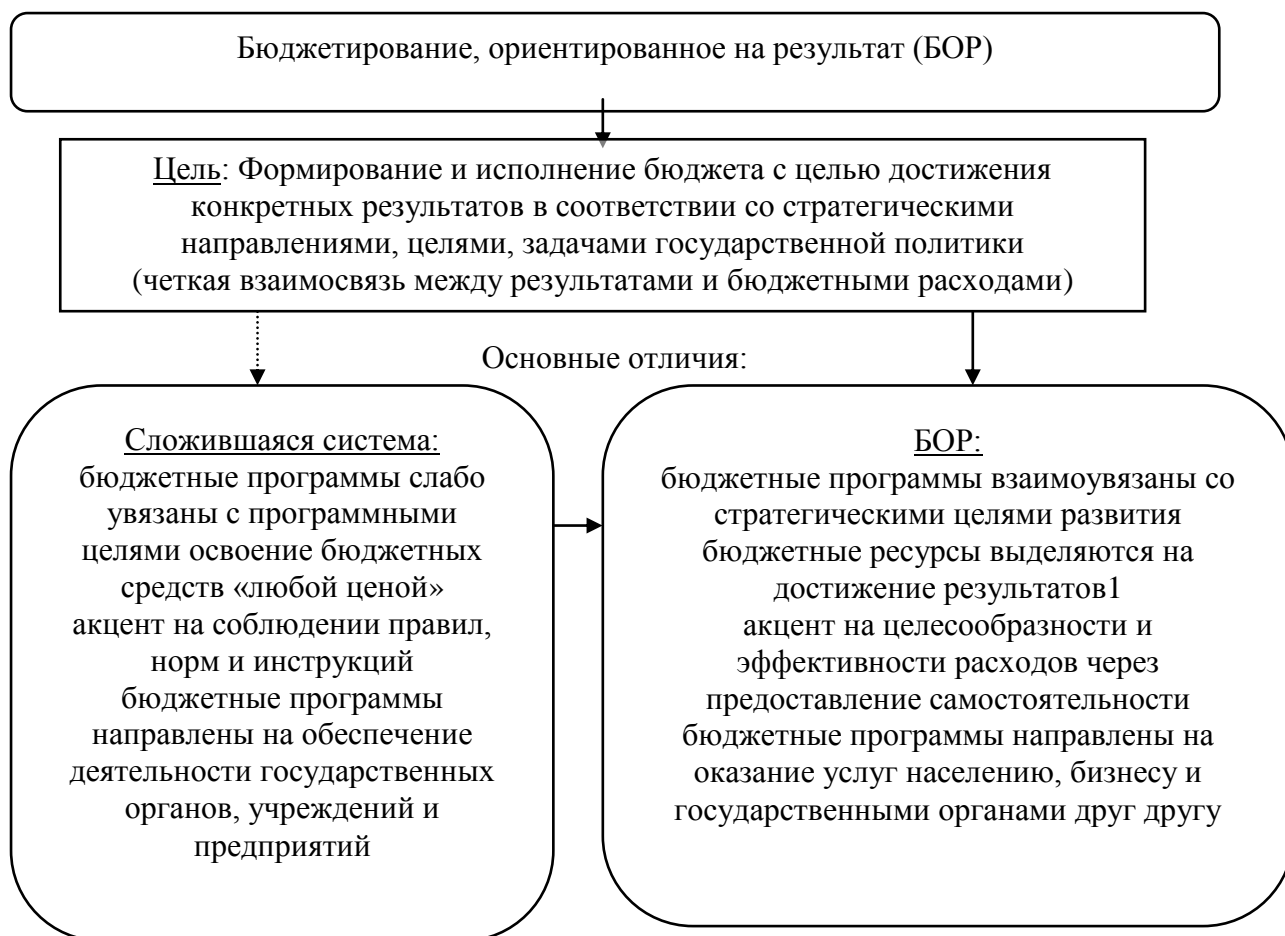 Бюджетирование, ориентированное на результат (БОР)
Цель: Формирование и исполнение бюджета с целью достижения
конкретных результатов в соответствии со стратегическими
направлениями, целями, задачами государственной политики
(четкая взаимосвязь между результатами и бюджетными расходами)
Основные отличия:
Сложившаяся система:
бюджетные программы слабо
увязаны с программными
целями освоение бюджетных
средств «любой ценой»
акцент на соблюдении правил,
норм и инструкций
бюджетные программы
направлены на обеспечение
деятельности государственных
органов, учреждений и
предприятий
БОР:
бюджетные программы взаимоувязаны со
стратегическими целями развития
бюджетные ресурсы выделяются на
достижение результатов1
акцент на целесообразности и
эффективности расходов через
предоставление самостоятельности
бюджетные программы направлены на
оказание услуг населению, бизнесу и
государственными органами друг другу